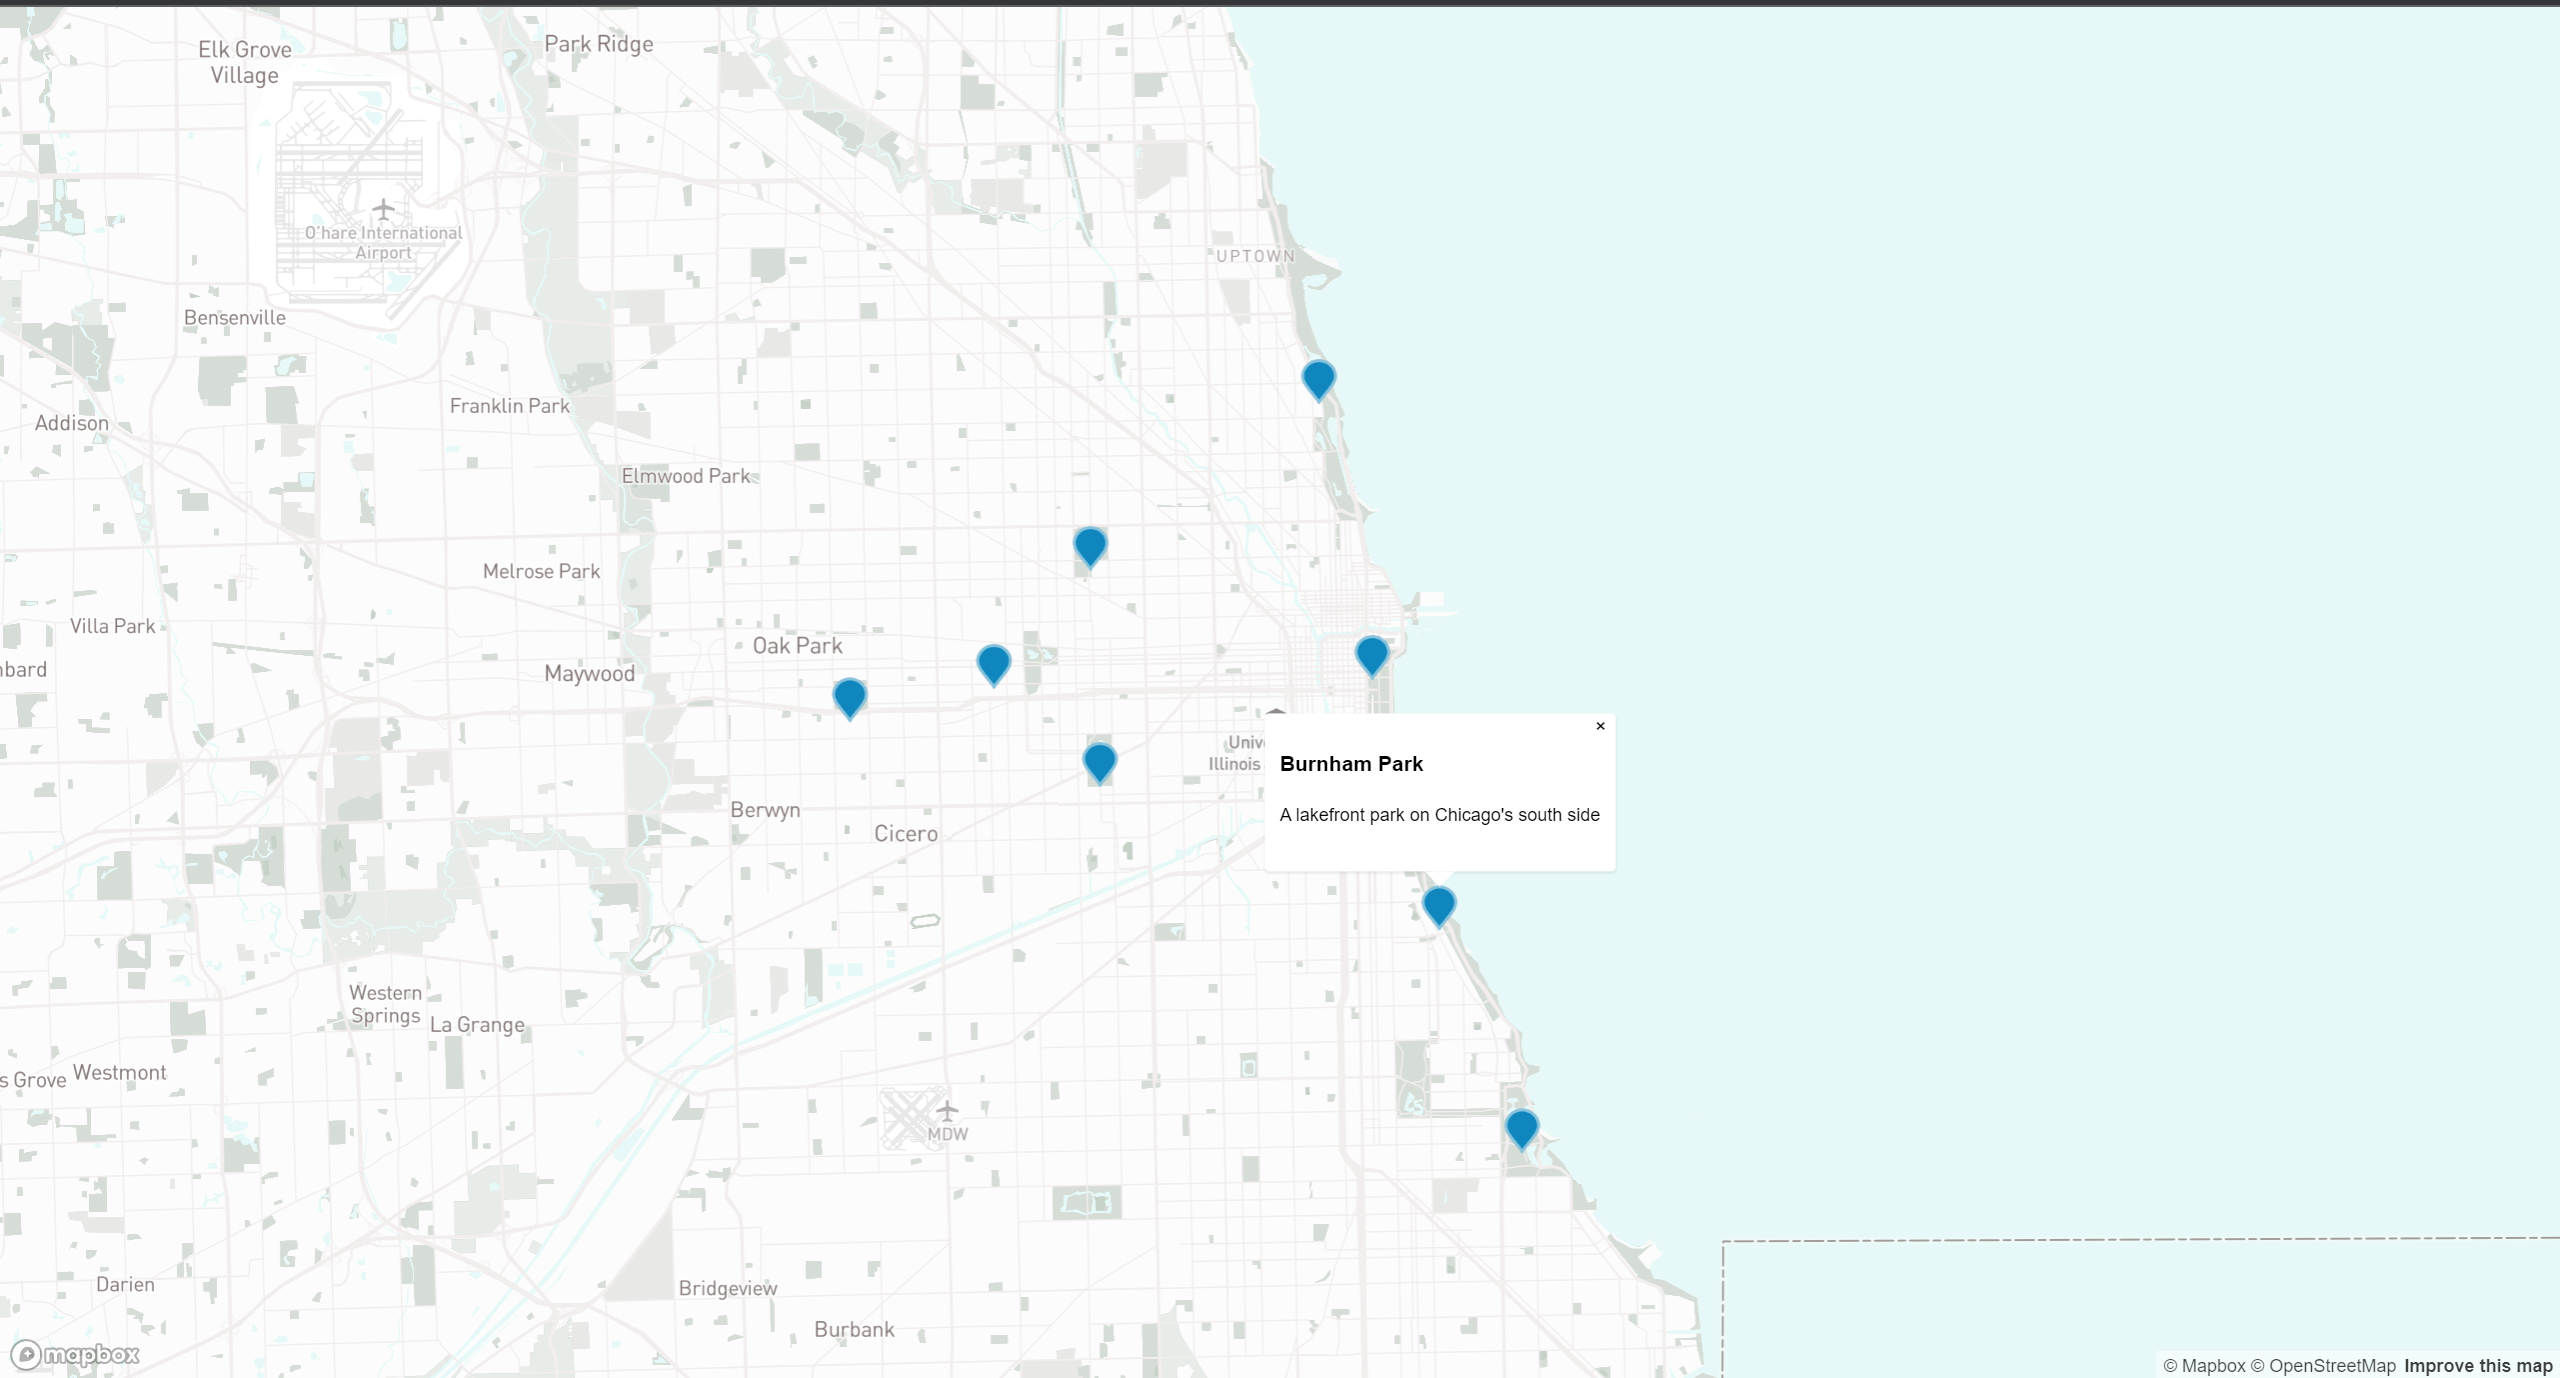 Elk Grove
Village
Park Ridge
O'hare International
Airport
UPTOWN
Bensenville
Franklin Park
Addison
Elmwood Park
Melrose Park
Villa Park
Oak Park
Maywood
Illinois
×
Burnham Park
A lakefront park on Chicago's south side
Berwyn
Cicero
Western
Springs
La Grange
s Grove
Westmont
MDW
Darien
Bridgeview
Burbank
mapbox
© Mapbox © OpenStreetMap Improve this map